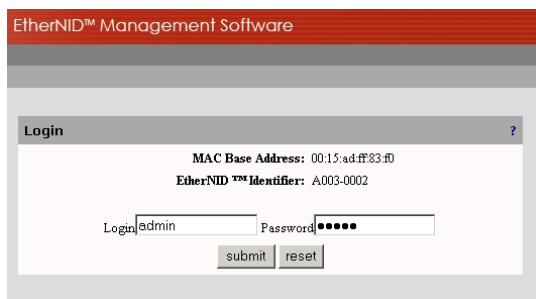 EtherNID™ Management Software
Login ?
MAC Base Address: 00:15:ad:ff:83:f0
EtherNID ™ Identifier: A003-0002
Login admin Password •••••
submit reset